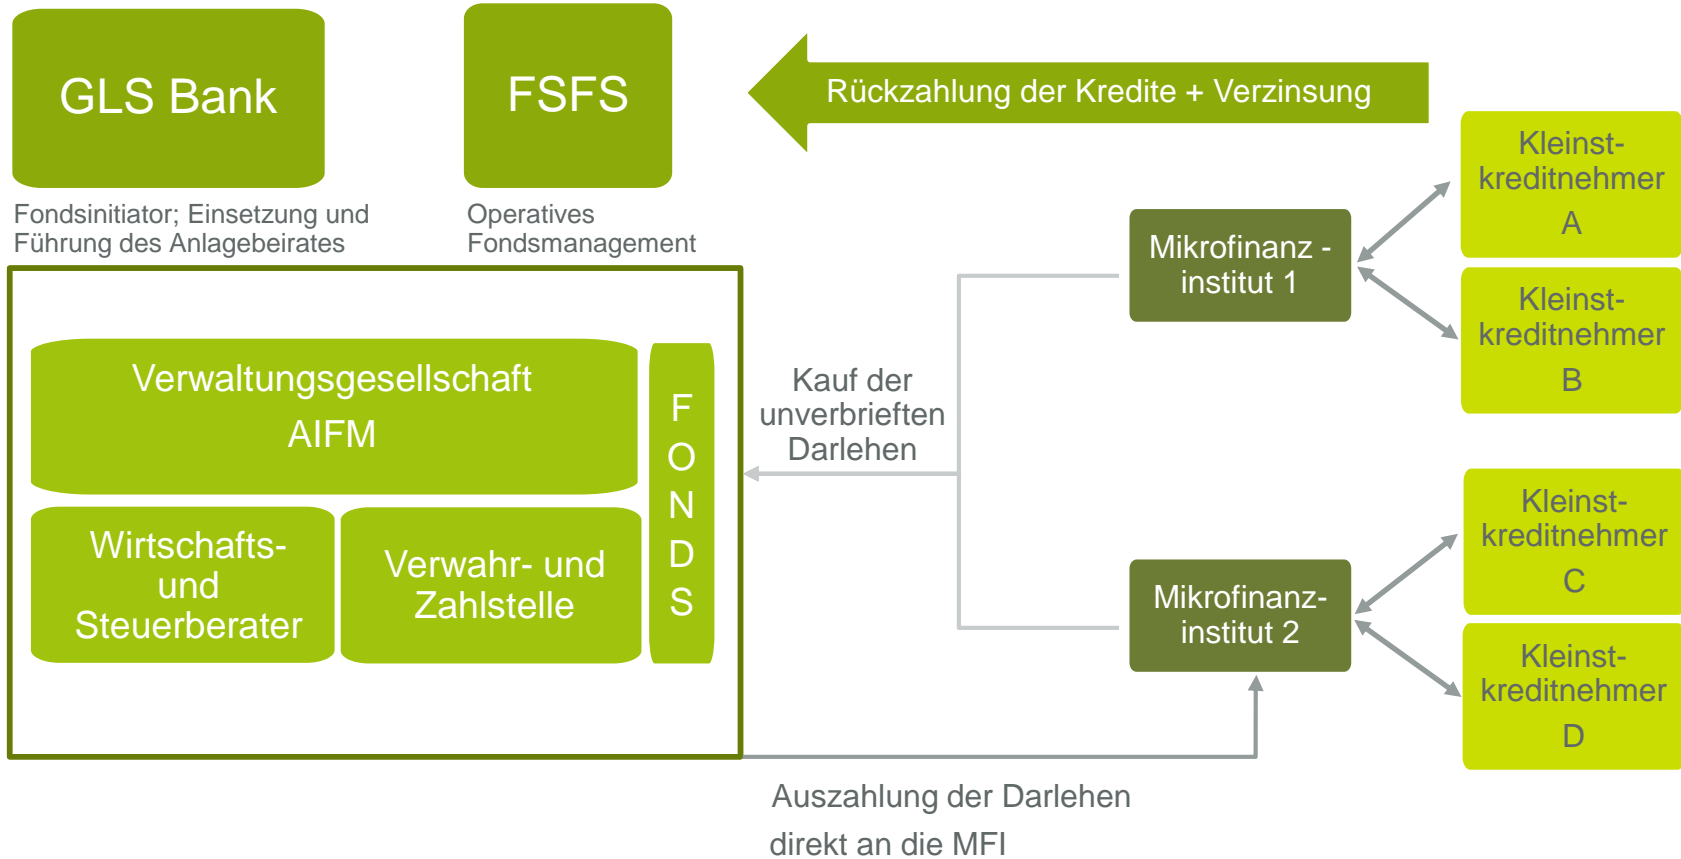 GLS Bank
FSFS
Rückzahlung der Kredite + Verzinsung
Fondsinitiator; Einsetzung und
Führung des Anlagebeirates
Operatives
Fondsmanagement
Verwaltungsgesellschaft
AIFM
Wirtschafts-
und
Steuerberater
Verwahr- und
Zahlstelle
F
O
N
D
S
Kauf der
unverbrieften
Darlehen
Mikrofinanz -
institut 1
Mikrofinanz-
institut 2
Kleinst-
kreditnehmer
A
Kleinst-
kreditnehmer
B
Kleinst-
kreditnehmer
C
Kleinst-
kreditnehmer
D
Auszahlung der Darlehen
direkt an die MFI